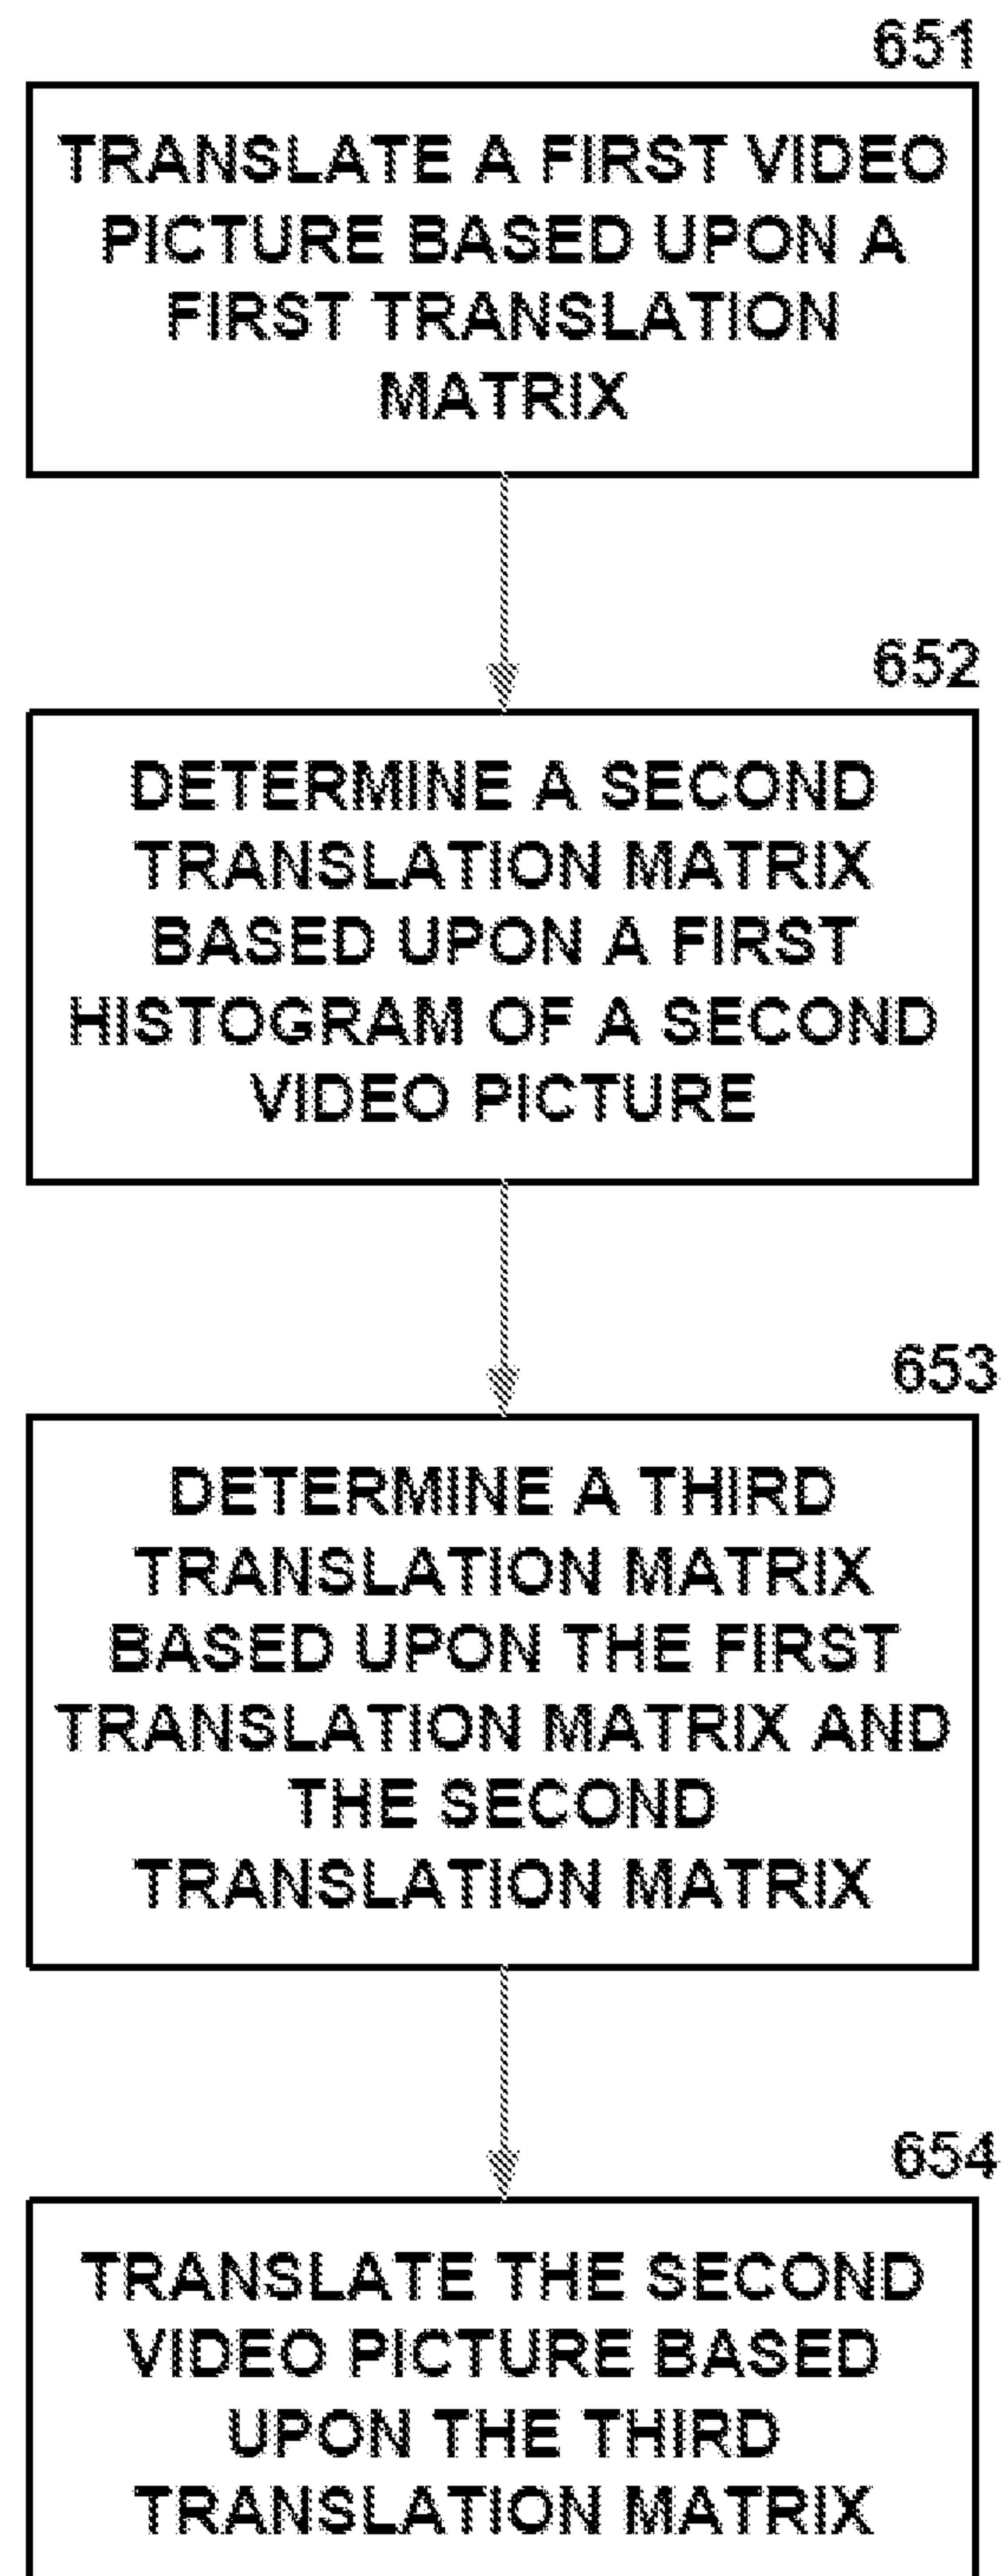 651
TRANSLATE A FIRST VIDEO
PICTURE BASED UPON A
FIRST TRANSLATION
MATRIX
652
DETERMINE A SECOND
TRANSLATION MATRIX
BASED UPON A FIRST
HISTOGRAM OF A SECOND
VIDEO PICTURE
653
DETERMINE A THIRD
TRANSLATION MATRIX
BASED UPON THE FIRST
TRANSLATION MATRIX AND
THE SECOND
TRANSLATION MATRIX
654
TRANSLATE THE SECOND
VIDEO PICTURE BASED
UPON THE THIRD
TRANSLATION MATRIX